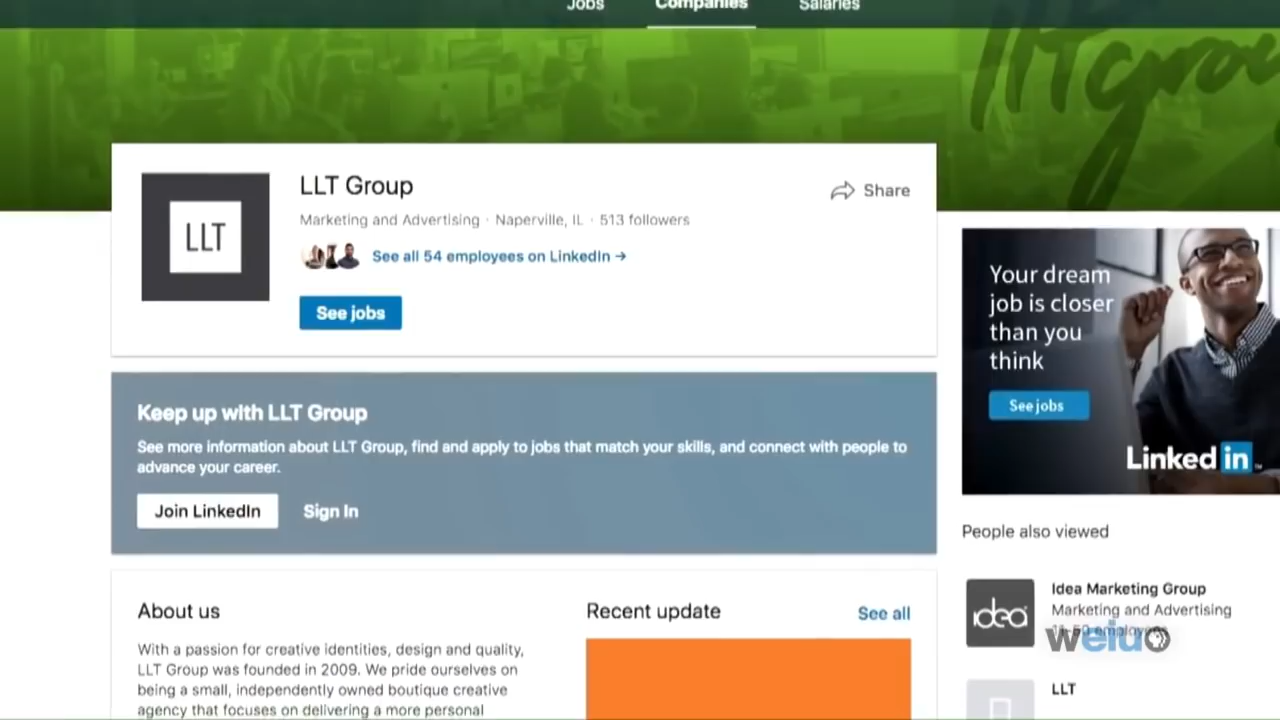 Jobs
Companies
Salaries
llt group
LLT
LLT Group
Share
Marketing and Advertising · Naperville, IL · 513 followers
See all 54 employees on LinkedIn →
See jobs
Your dream
job is closer
than you
think
See jobs
Linked in
Keep up with LLT Group
See more information about LLT Group, find and apply to jobs that match your skills, and connect with people to
advance your career.
Join LinkedIn
Sign In
People also viewed
idea
Idea Marketing Group
Marketing and Advertising
11-50 employees
weiu
LLT
About us
Recent update
See all
With a passion for creative identities, design and quality,
LLT Group was founded in 2009. We pride ourselves on
being a small, independently owned boutique creative
agency that focuses on delivering a more personal